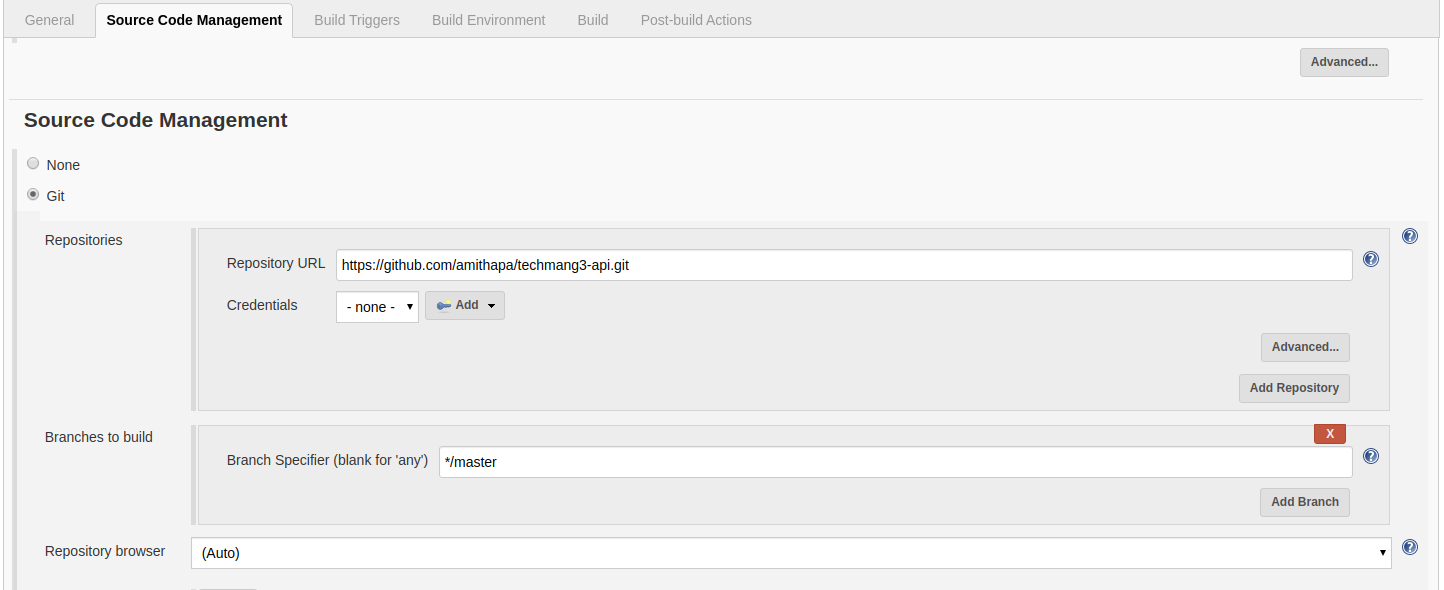 General Source Code Management Build Triggers Build Environment Build Post-build Actions
Advanced...
Source Code Management
None
Git
Repositories
?
Repository URL https://github.com/amithapa/techmang3-api.git ?
Credentials - none - Add
Advanced...
Add Repository
Branches to build
X
Branch Specifier (blank for 'any') */master ?
Add Branch
Repository browser (Auto) ?